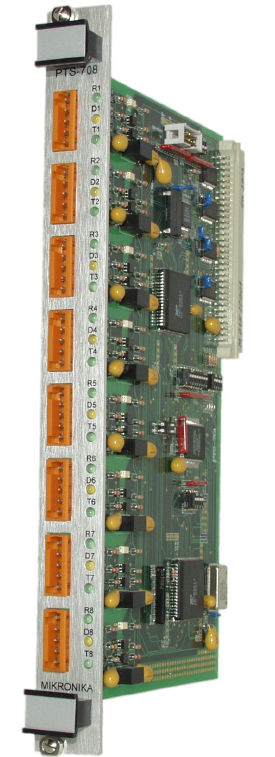 PTS-708
R1
D1
T1
R2
D2
T2
R3
D3
T3
R4
D4
T4
R5
D5
T5
R6
D6
T6
R7
D7
T7
R8
D8
T8
MIKRONIKA